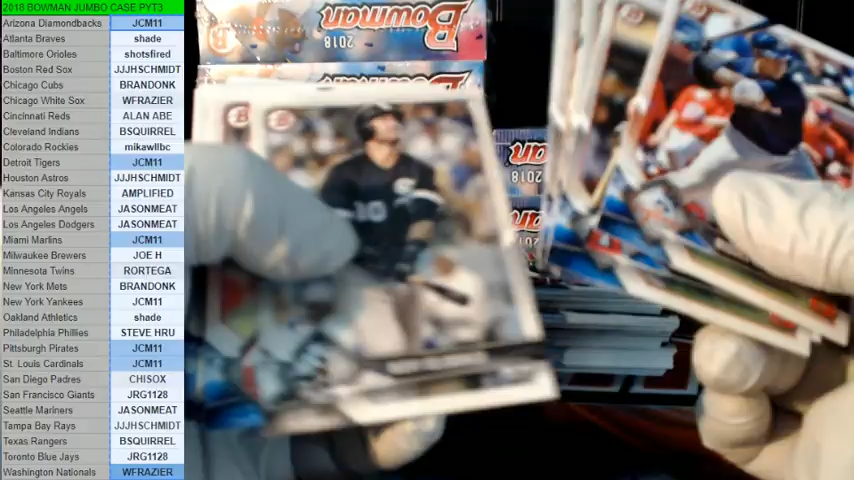 2018 BOWMAN JUMBO CASE PYT3
Arizona Diamondbacks JCM11
Atlanta Braves shade
Baltimore Orioles shotsfired
Boston Red Sox JJJHSCHMIDT
Chicago Cubs BRANDONK
Chicago White Sox WFRAZIER
Cincinnati Reds ALAN ABE
Cleveland Indians BSQUIRREL
Colorado Rockies mikawllbc
Detroit Tigers JCM11
Houston Astros JJJHSCHMIDT
Kansas City Royals AMPLIFIED
Los Angeles Angels JASONMEAT
Los Angeles Dodgers JASONMEAT
Miami Marlins JCM11
Milwaukee Brewers JOE H
Minnesota Twins RORTEGA
New York Mets BRANDONK
New York Yankees JCM11
Oakland Athletics shade
Philadelphia Phillies STEVE HRU
Pittsburgh Pirates JCM11
St. Louis Cardinals JCM11
San Diego Padres CHISOX
San Francisco Giants JRG1128
Seattle Mariners JASONMEAT
Tampa Bay Rays JJJHSCHMIDT
Texas Rangers BSQUIRREL
Toronto Blue Jays JRG1128
Washington Nationals WFRAZIER
Bowman
2018
Bowman
Bowman
2018
Bowman
10